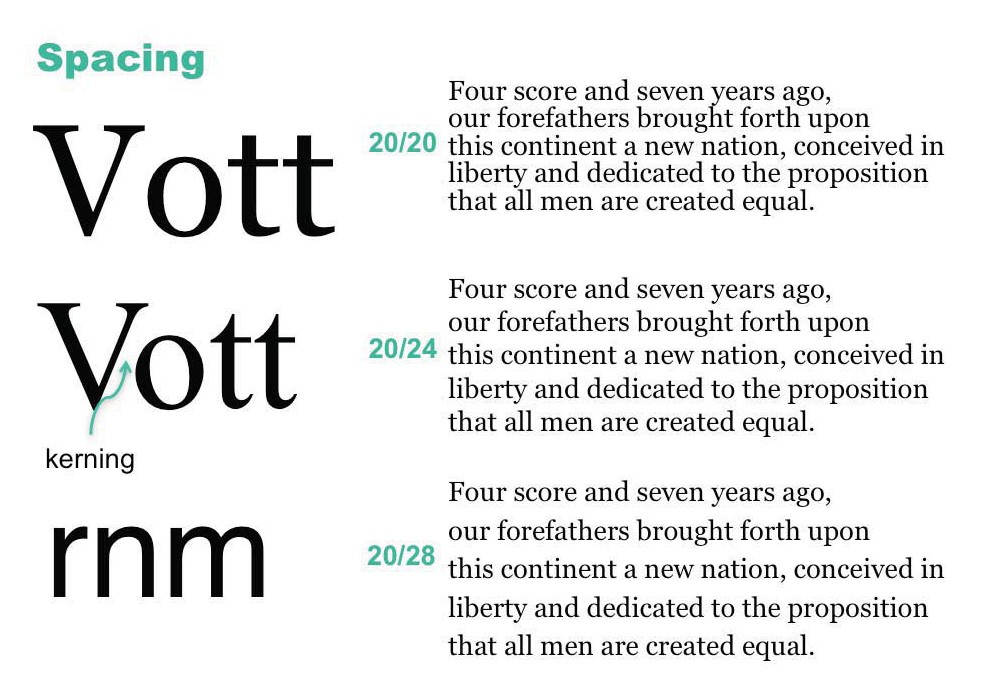 Spacing
Vott
Vott
kerning
rnm
20/20
Four score and seven years ago,
our forefathers brought forth upon
this continent a new nation, conceived in
liberty and dedicated to the proposition
that all men are created equal.
20/24
Four score and seven years ago,
our forefathers brought forth upon
this continent a new nation, conceived in
liberty and dedicated to the proposition
that all men are created equal.
20/28
Four score and seven years ago,
our forefathers brought forth upon
this continent a new nation, conceived in
liberty and dedicated to the proposition
that all men are created equal.